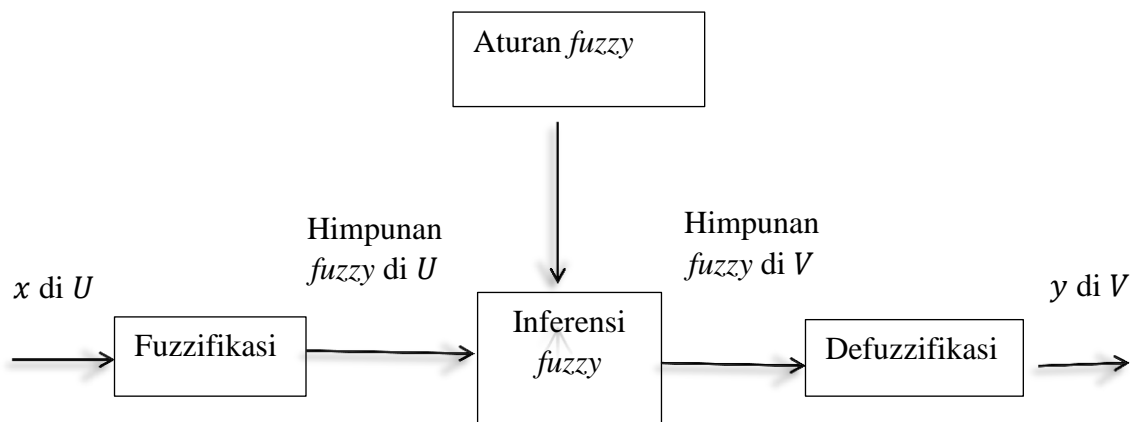 Aturan fuzzy
Himpunan
fuzzy di U
Himpunan
fuzzy di V
x di U
y di V
Fuzzifikasi
Inferensi
fuzzy
Defuzzifikasi